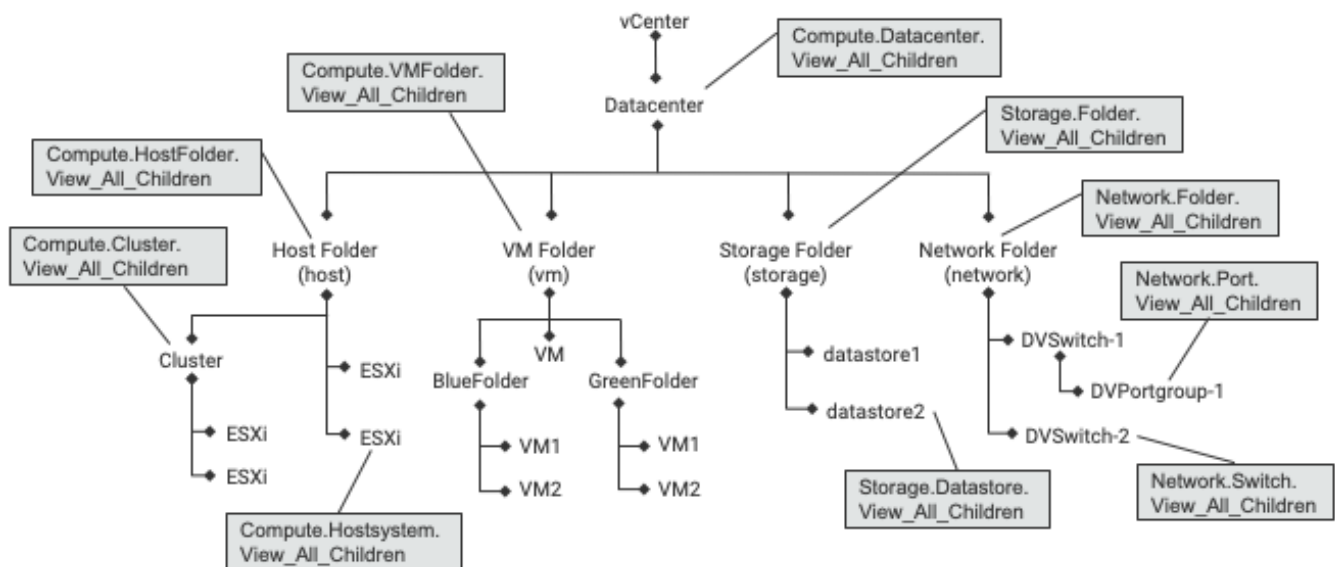 vCenter
Compute.Datacenter.
View_All_Children
Compute.VMFolder.
View_All_Children
Datacenter
Storage.Folder.
View_All_Children
Compute.HostFolder.
View_All_Children
Network.Folder.
View_All_Children
Compute.Cluster.
View_All_Children
Host Folder
(host)
VM Folder
(vm)
Storage Folder
(storage)
Network Folder
(network)
Network.Port.
View_All_Children
Cluster
ESXi
ESXi
ESXi
ESXi
VM
BlueFolder
GreenFolder
VM1
VM2
VM1
VM2
datastore1
datastore2
DVSwitch-1
DVPortgroup-1
DVSwitch-2
Compute.Hostsystem.
View_All_Children
Storage.Datastore.
View_All_Children
Network.Switch.
View_All_Children